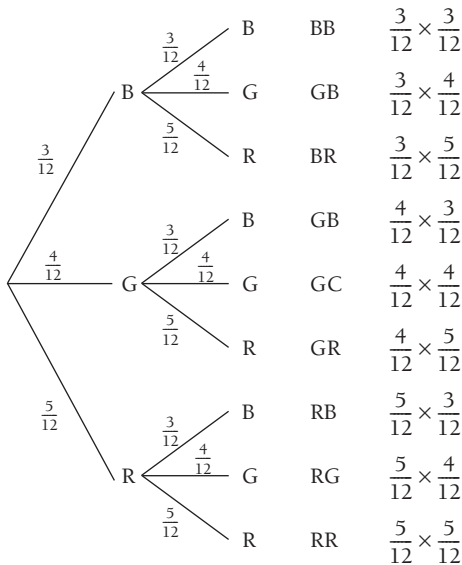 3/12 B BB 3/12 × 3/12
B 4/12 G GB 3/12 × 4/12
5/12 R BR 3/12 × 5/12
3/12
3/12 B GB 4/12 × 3/12
4/12 G 4/12 G GC 4/12 × 4/12
5/12 R GR 4/12 × 5/12
5/12
3/12 B RB 5/12 × 3/12
R 4/12 G RG 5/12 × 4/12
5/12 R RR 5/12 × 5/12